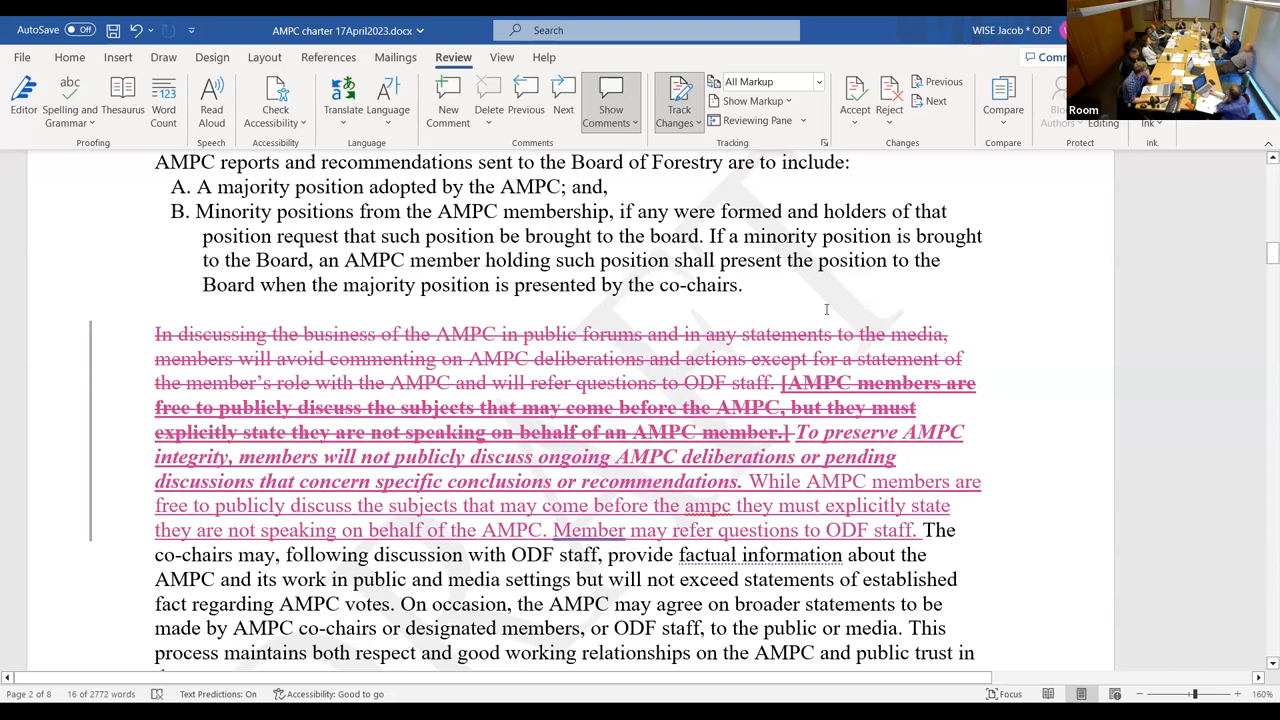 AutoSave Off AMPC charter 17April2023.docx Search WISE Jacob * ODF
File Home Insert Draw Design Layout References Mailings Review View Help
Editor Spelling and Grammar Thesaurus Word Count Read Aloud Check Accessibility Translate Language New Comment Delete Previous Next Show Comments Track Changes All Markup Show Markup Reviewing Pane Accept Reject Previous Next Compare Editing Ink
Room
Proofing Speech Accessibility Language Comments Tracking Changes Compare Protect Ink
AMPC reports and recommendations sent to the Board of Forestry are to include:
A. A majority position adopted by the AMPC; and,
B. Minority positions from the AMPC membership, if any were formed and holders of that
position request that such position be brought to the board. If a minority position is brought
to the Board, an AMPC member holding such position shall present the position to the
Board when the majority position is presented by the co-chairs.
In discussing the business of the AMPC in public forums and in any statements to the media,
members will avoid commenting on AMPC deliberations and actions except for a statement of
the member's role with the AMPC and will refer questions to ODF staff. [AMPC members are
free to publicly discuss the subjects that may come before the AMPC, but they must
explicitly state they are not speaking on behalf of an AMPC member.] To preserve AMPC
integrity, members will not publicly discuss ongoing AMPC deliberations or pending
discussions that concern specific conclusions or recommendations. While AMPC members are
free to publicly discuss the subjects that may come before the ampc they must explicitly state
they are not speaking on behalf of the AMPC. Member may refer questions to ODF staff. The
co-chairs may, following discussion with ODF staff, provide factual information about the
AMPC and its work in public and media settings but will not exceed statements of established
fact regarding AMPC votes. On occasion, the AMPC may agree on broader statements to be
made by AMPC co-chairs or designated members, or ODF staff, to the public or media. This
process maintains both respect and good working relationships on the AMPC and public trust in
Page 2 of 8 16 of 2772 words Text Predictions: On Accessibility: Good to go Focus 160%